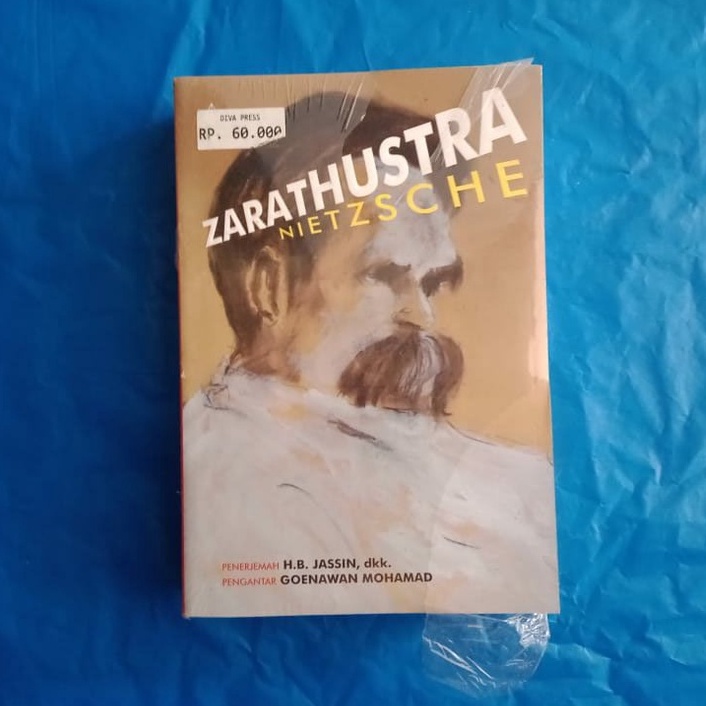 DIVA PRESS
RP. 60.000
ZARATHUSTRA
NIETZSCHE
PENERJEMAH H.B. JASSIN, dkk.
PENGANTAR GOENAWAN MOHAMAD